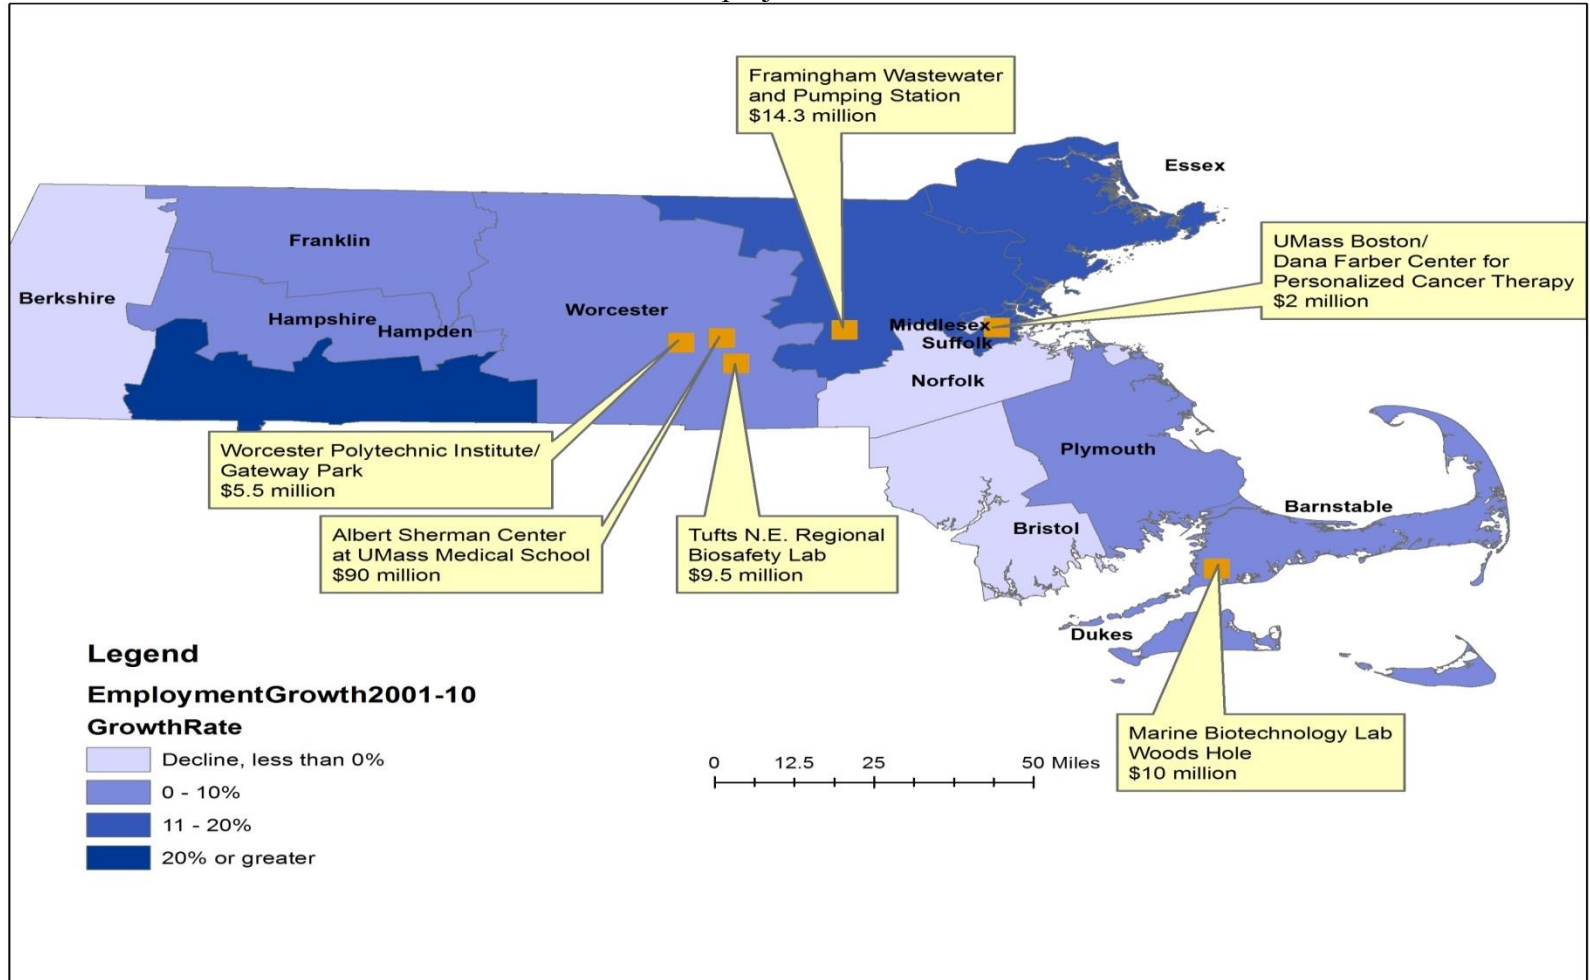 Framingham Wastewater
and Pumping Station
$14.3 million
Essex
UMass Boston/
Dana Farber Center for
Personalized Cancer Therapy
$2 million
Franklin
Berkshire
Hampshire
Hampden
Worcester
Middlesex
Suffolk
Norfolk
Worcester Polytechnic Institute/
Gateway Park
$5.5 million
Plymouth
Barnstable
Bristol
Albert Sherman Center
at UMass Medical School
$90 million
Tufts N.E. Regional
Biosafety Lab
$9.5 million
Dukes
Marine Biotechnology Lab
Woods Hole
$10 million
Legend
EmploymentGrowth2001-10
GrowthRate
Decline, less than 0%
0 - 10%
11 - 20%
20% or greater
0 12.5 25 50 Miles